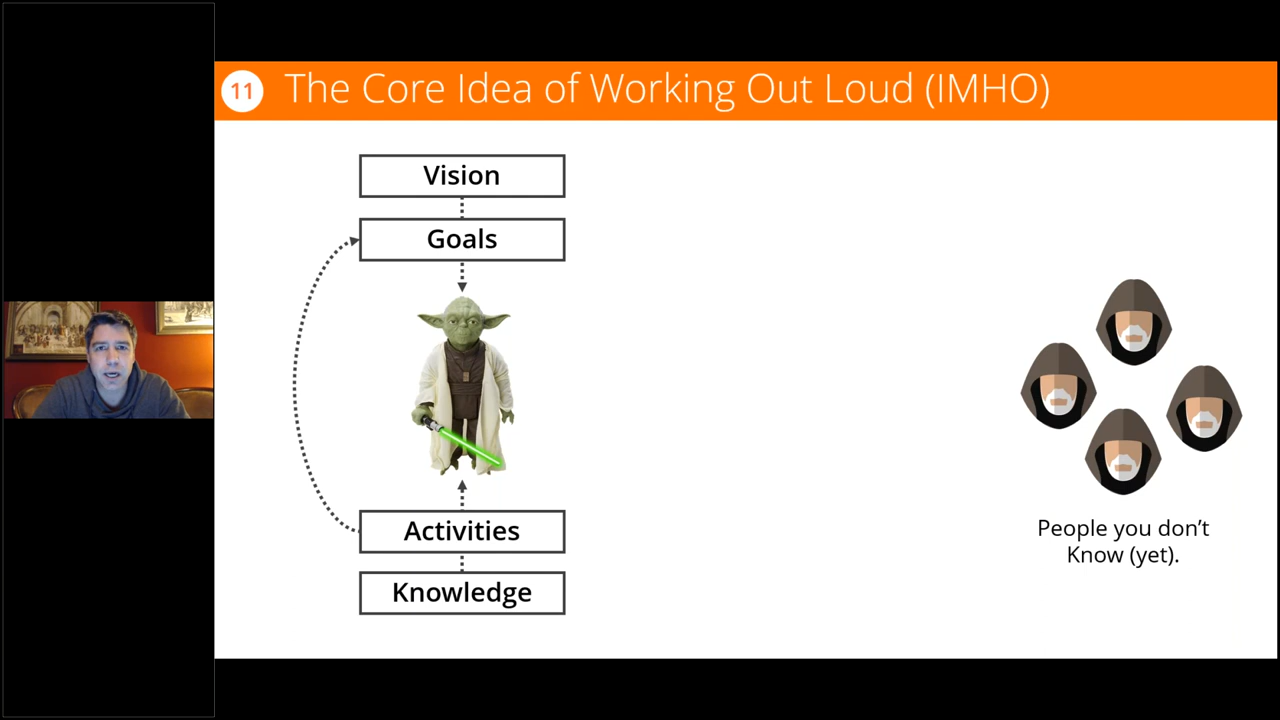 11 The Core Idea of Working Out Loud (IMHO)
Vision
Goals
Activities
Knowledge
People you don’t
Know (yet).